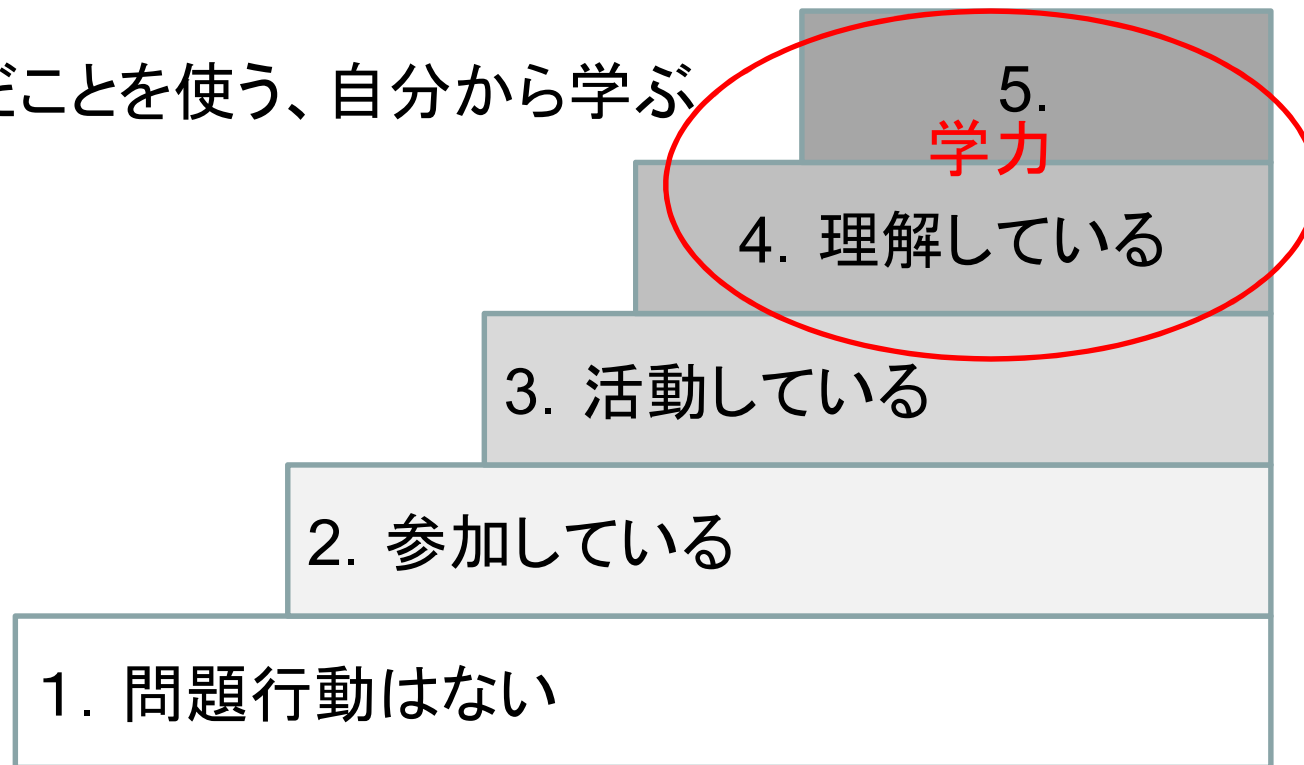 ことを使う、自分から学ぶ
5.
学力
4. 理解している
3. 活動している
2. 参加している
1. 問題行動はない